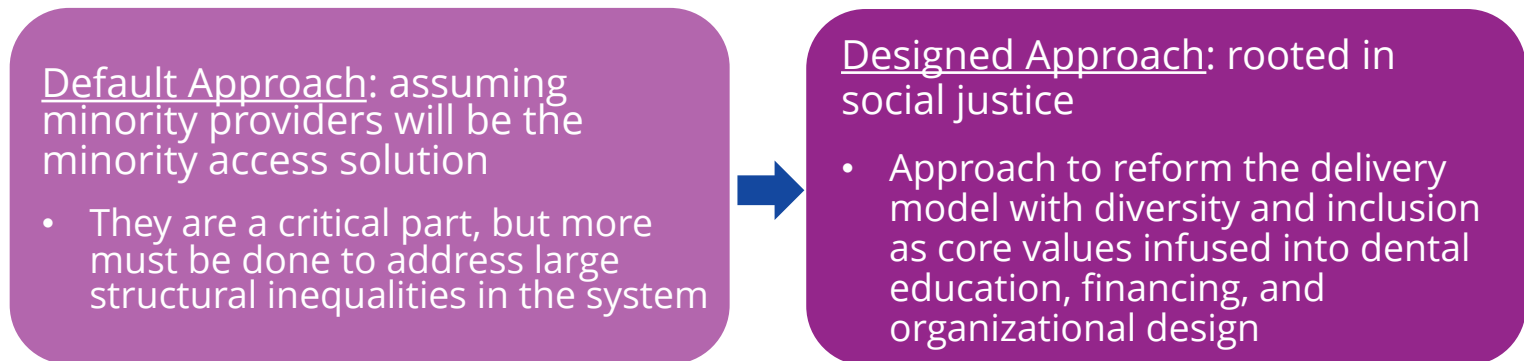 Default Approach: assuming
minority providers will be the
minority access solution
• They are a critical part, but more
must be done to address large
structural inequalities in the system
Designed Approach: rooted in
social justice
• Approach to reform the delivery
model with diversity and inclusion
as core values infused into dental
education, financing, and
organizational design